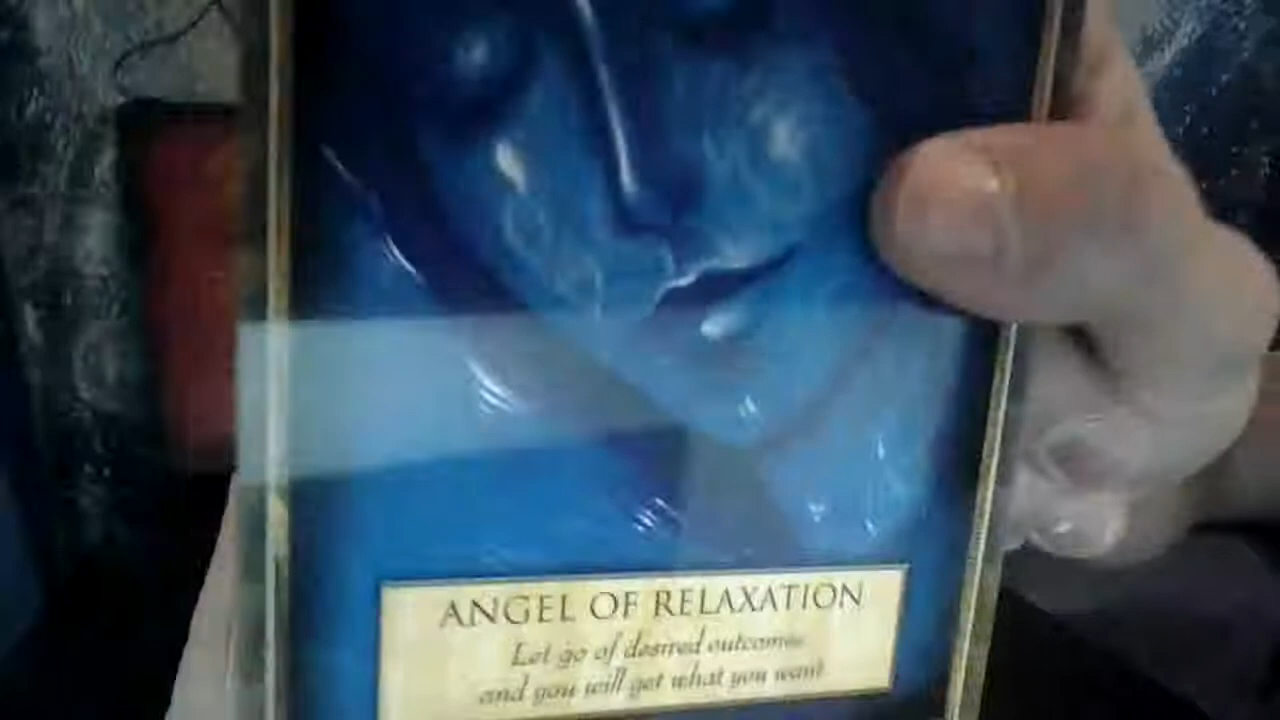 ANGEL OF RELAXATION
Let go of desired outcomes
and you will get what you want